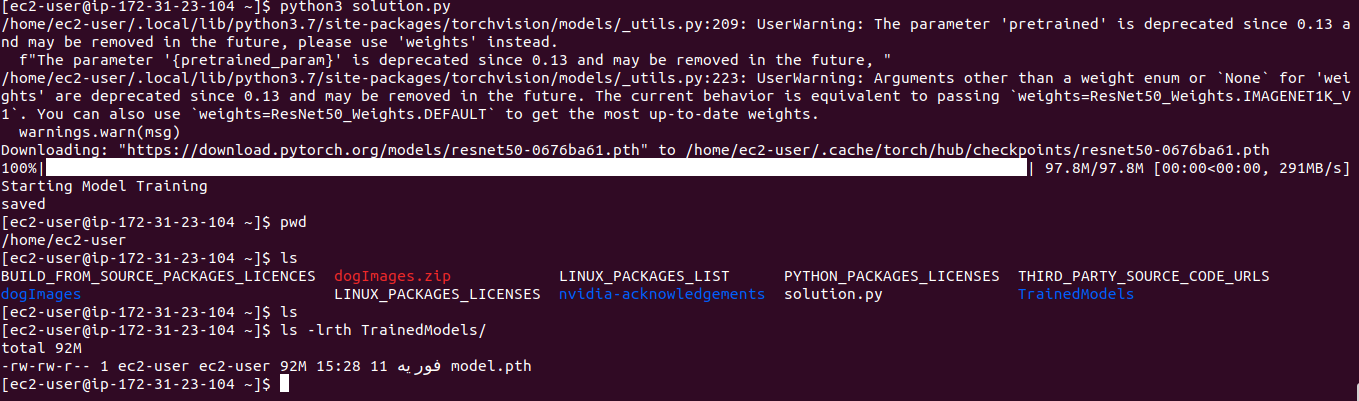 [ec2-user@ip-172-31-23-104 ~]$ python3 solution.py
/home/ec2-user/.local/lib/python3.7/site-packages/torchvision/models/_utils.py:209: UserWarning: The parameter 'pretrained' is deprecated since 0.13 a
nd may be removed in the future, please use 'weights' instead.
  f"The parameter '{pretrained_param}' is deprecated since 0.13 and may be removed in the future, "
/home/ec2-user/.local/lib/python3.7/site-packages/torchvision/models/_utils.py:223: UserWarning: Arguments other than a weight enum or `None` for 'wei
ghts' are deprecated since 0.13 and may be removed in the future. The current behavior is equivalent to passing `weights=ResNet50_Weights.IMAGENET1K_V
1`. You can also use `weights=ResNet50_Weights.DEFAULT` to get the most up-to-date weights.
  warnings.warn(msg)
Downloading: "https://download.pytorch.org/models/resnet50-0676ba61.pth" to /home/ec2-user/.cache/torch/hub/checkpoints/resnet50-0676ba61.pth
100%| | 97.8M/97.8M [00:00<00:00, 291MB/s]
Starting Model Training
saved
[ec2-user@ip-172-31-23-104 ~]$ pwd
/home/ec2-user
[ec2-user@ip-172-31-23-104 ~]$ ls
BUILD_FROM_SOURCE_PACKAGES_LICENCES  dogImages.zip            LINUX_PACKAGES_LIST      PYTHON_PACKAGES_LICENSES  THIRD_PARTY_SOURCE_CODE_URLS
dogImages                            LINUX_PACKAGES_LICENSES  nvidia-acknowledgements  solution.py               TrainedModels
[ec2-user@ip-172-31-23-104 ~]$ ls
[ec2-user@ip-172-31-23-104 ~]$ ls -lrth TrainedModels/
total 92M
-rw-rw-r-- 1 ec2-user ec2-user 92M 15:28 11 فوریه model.pth
[ec2-user@ip-172-31-23-104 ~]$